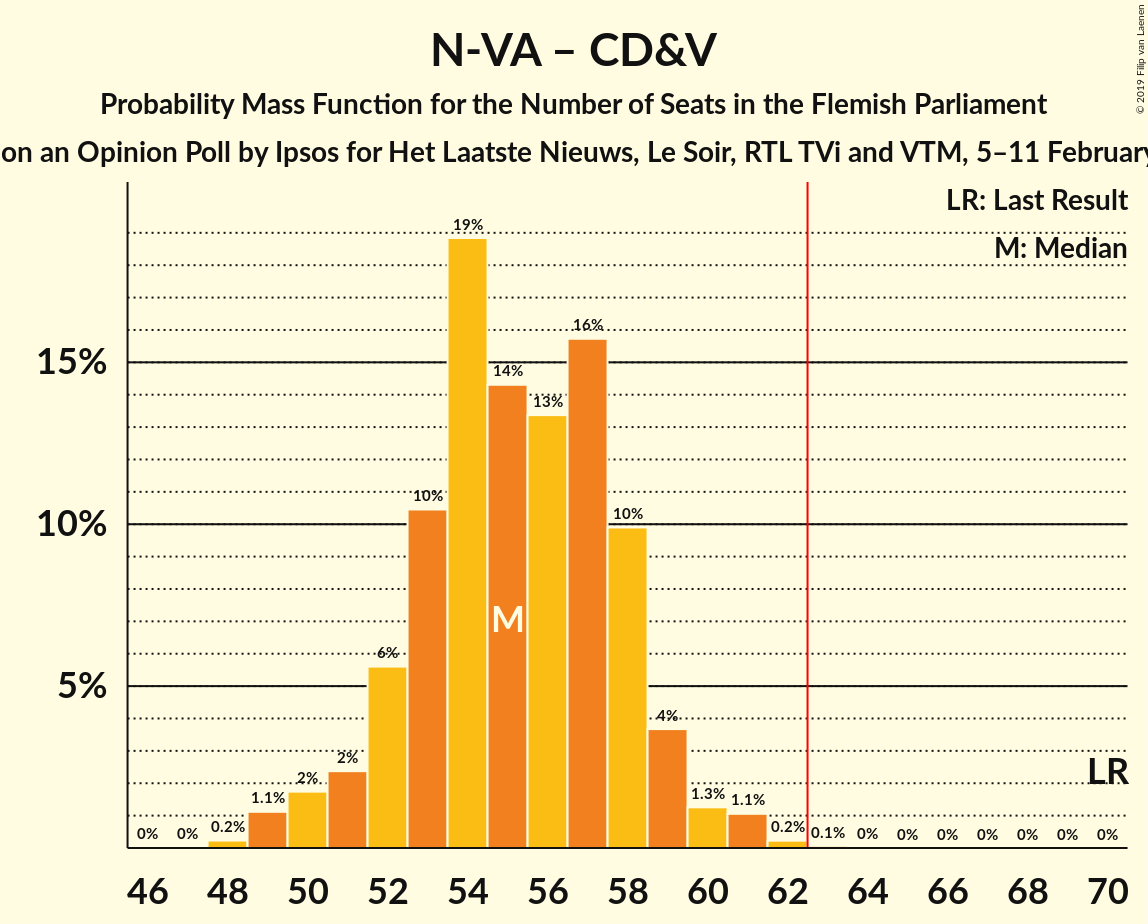 © 2019 Filip van Laenen
N-VA – CD&V
Probability Mass Function for the Number of Seats in the Flemish Parliament
on an Opinion Poll by Ipsos for Het Laatste Nieuws, Le Soir, RTL TVi and VTM, 5–11 February
LR: Last Result
M: Median
19%
16%
15%
14%
13%
10%
10%
10%
M
6%
5%
4%
LR
2%
2%
1.3%
1.1%
1.1%
0% 0% 0.2% 0.2% 0.1% 0% 0% 0% 0% 0% 0% 0%
46 48 50 52 54 56 58 60 62 64 66 68 70